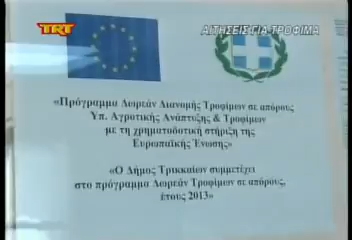 TRT
ΑΙΤΗΣΕΙΣ ΓΙΑ ΤΡΟΦΙΜΑ
«Πρόγραμμα Δωρεάν Διανομής Τροφίμων σε απόρους
Υπ. Αγροτικής Ανάπτυξης & Τροφίμων
με τη χρηματοδοτική στήριξη της
Ευρωπαϊκής Ένωσης»
«Ο Δήμος Τρικκαίων συμμετέχει
στο πρόγραμμα Δωρεάν Τροφίμων σε απόρους,
έτους 2013»